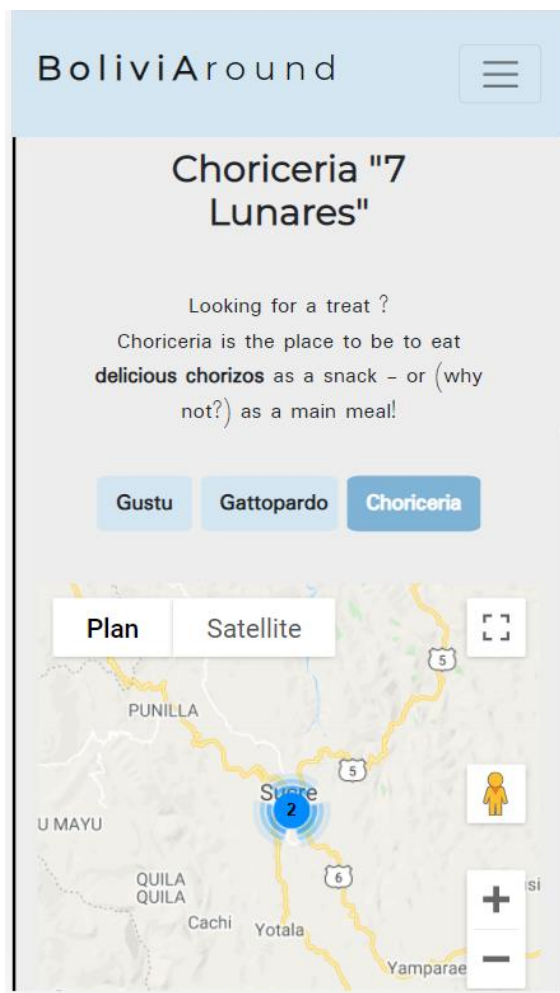 BoliviAround
Choriceria "7
Lunares"
Looking for a treat ?
Choriceria is the place to be to eat
delicious chorizos as a snack – or (why
not?) as a main meal!
Gustu Gattopardo Choriceria
Plan Satellite
5
PUNILLA
5
Sucre
2
U MAYU
6
QUILA
QUILA
si
Cachi
Yotala
Yamparae